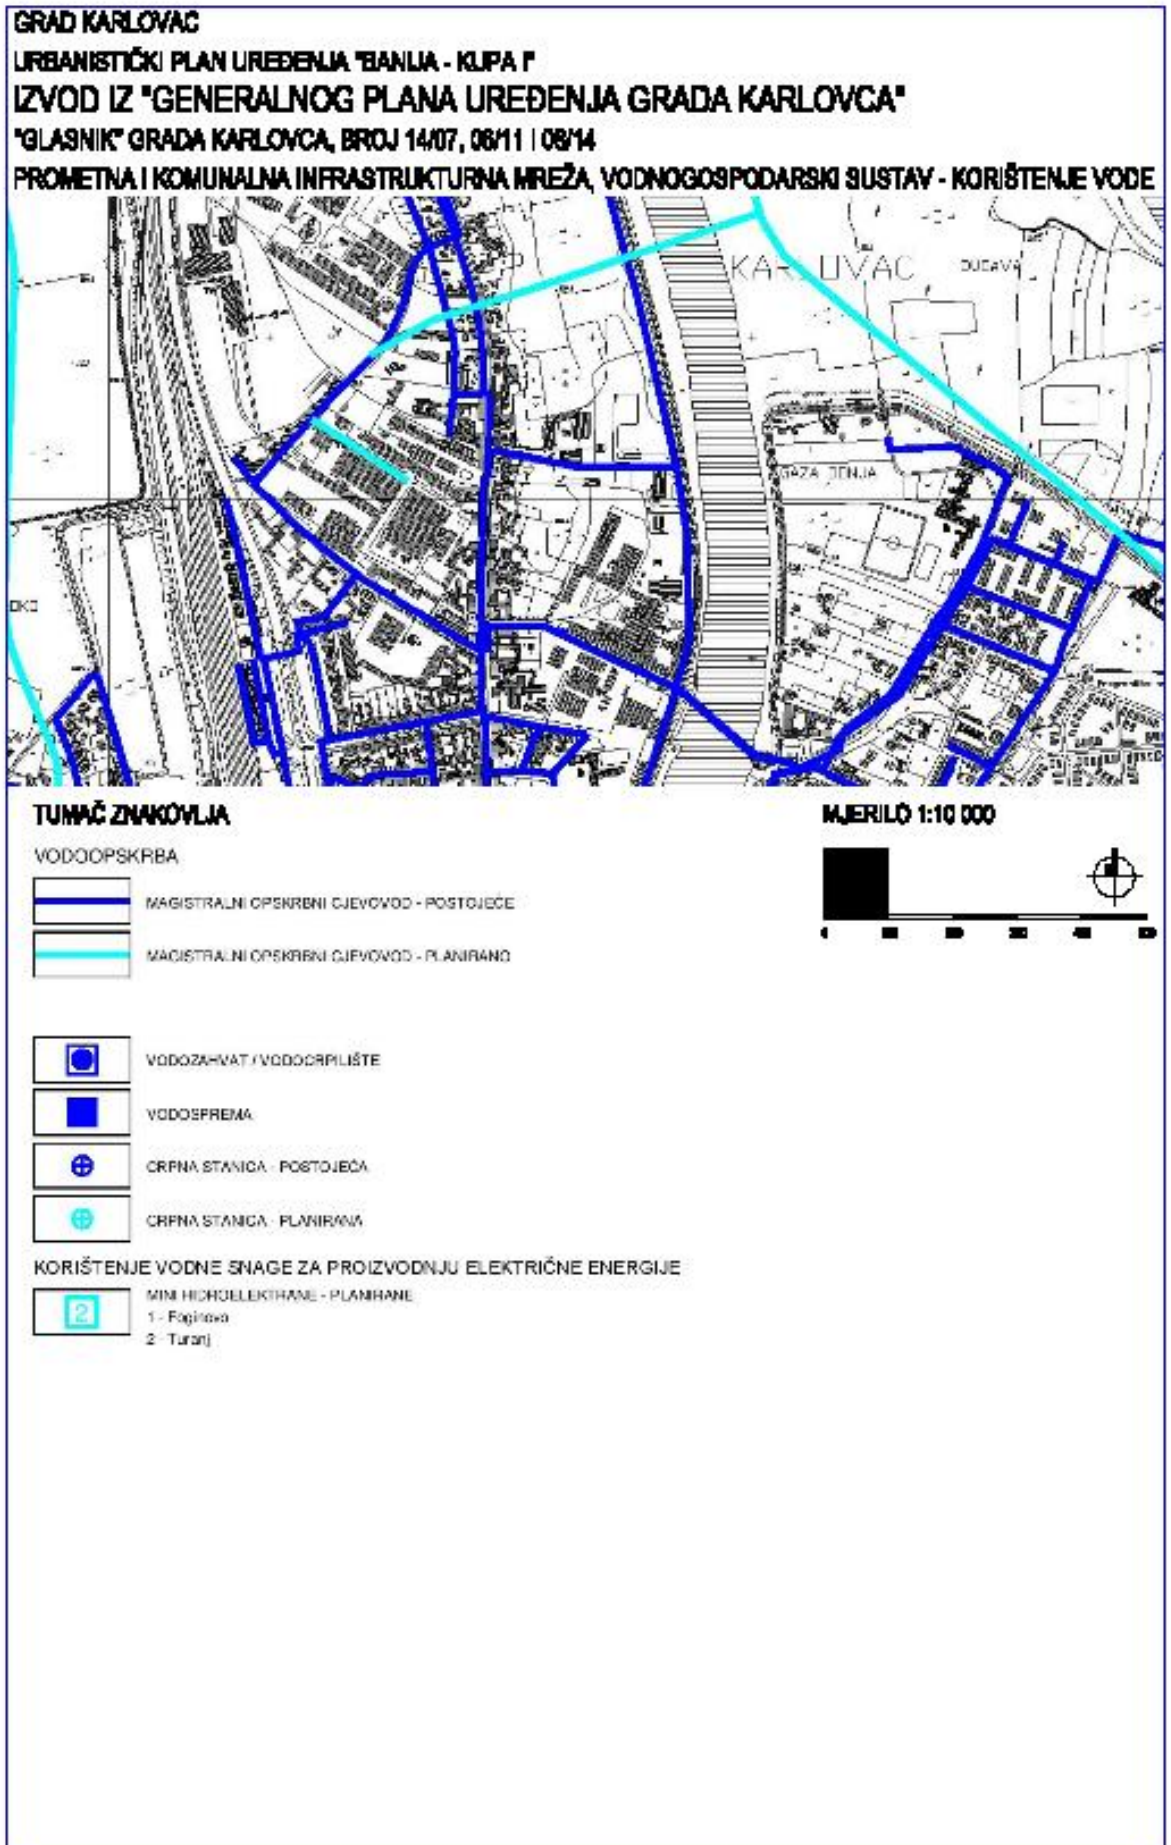 GRAD KARLOVAC
URBANISTIČKI PLAN UREĐENJA "BANIJA - KUPA I"
IZVOD IZ "GENERALNOG PLANA UREĐENJA GRADA KARLOVCA"
"GLASNIK" GRADA KARLOVCA, BROJ 14/07, 06/11 I 08/14
PROMETNA I KOMUNALNA INFRASTRUKTURNA MREŽA, VODNOGOSPODARSKI SUSTAV - KORIŠTENJE VODE
KARLOVAC
GAZA
TUMAČ ZNAKOVLJA
MJERILO 1:10 000
VODOOPSKRBA
MAGISTRALNI OPSKRBNI CJEVOVOD - POSTOJEĆE
MAGISTRALNI OPSKRBNI CJEVOVOD - PLANIRANO
VODOZAHVAT / VODOCRPILIŠTE
VODOSPREMA
CRPNA STANICA - POSTOJEĆA
CRPNA STANICA - PLANIRANA
KORIŠTENJE VODNE SNAGE ZA PROIZVODNJU ELEKTRIČNE ENERGIJE
2
MINI HIDROELEKTRANE - PLANIRANE
1 - Foginovo
2 - Turanj